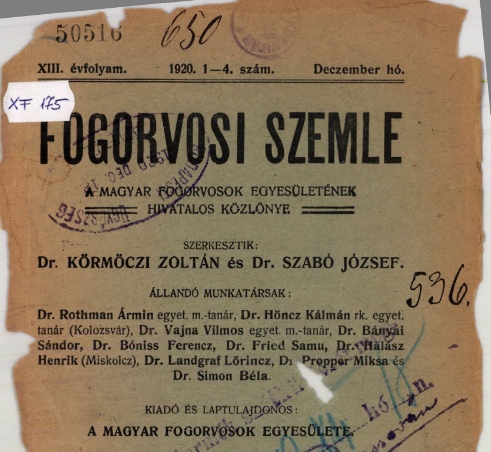 50516
650
XIII. évfolyam. 1920. 1—4. szám. Deczember hó.
XF 175
FOGORVOSI SZEMLE
A MAGYAR FOGORVOSOK EGYESÜLETÉNEK
HIVATALOS KÖZLÖNYE
SZERKESZTIK:
Dr. KÖRMÖCZI ZOLTÁN és Dr. SZABÓ JÓZSEF.
536.
ÁLLANDÓ MUNKATÁRSAK:
Dr. Rothman Ármin egyet. m.-tanár, Dr. Höncz Kálmán rk. egyet.
tanár (Kolozsvár), Dr. Vajna Vilmos egyet. m.-tanár, Dr. Bányai
Sándor, Dr. Bóniss Ferencz, Dr. Fried Samu, Dr. Halász
Henrik (Miskolcz), Dr. Landgraf Lőrincz, Dr. Propper Miksa és
Dr. Simon Béla.
KIADÓ ÉS LAPTULAJDONOS:
hó n.
A MAGYAR FOGORVOSOK EGYESÜLETE.